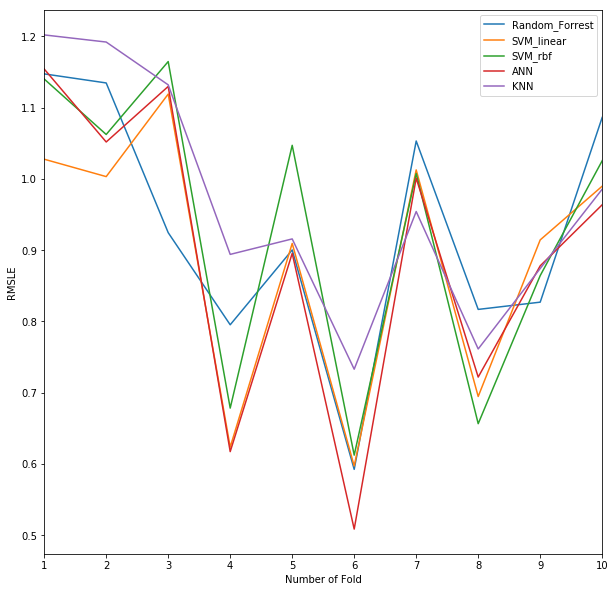 Random_Forrest
SVM_linear
SVM_rbf
ANN
KNN
1.2
1.1
1.0
0.9
0.8
0.7
0.6
0.5
RMSLE
1 2 3 4 5 6 7 8 9 10
Number of Fold